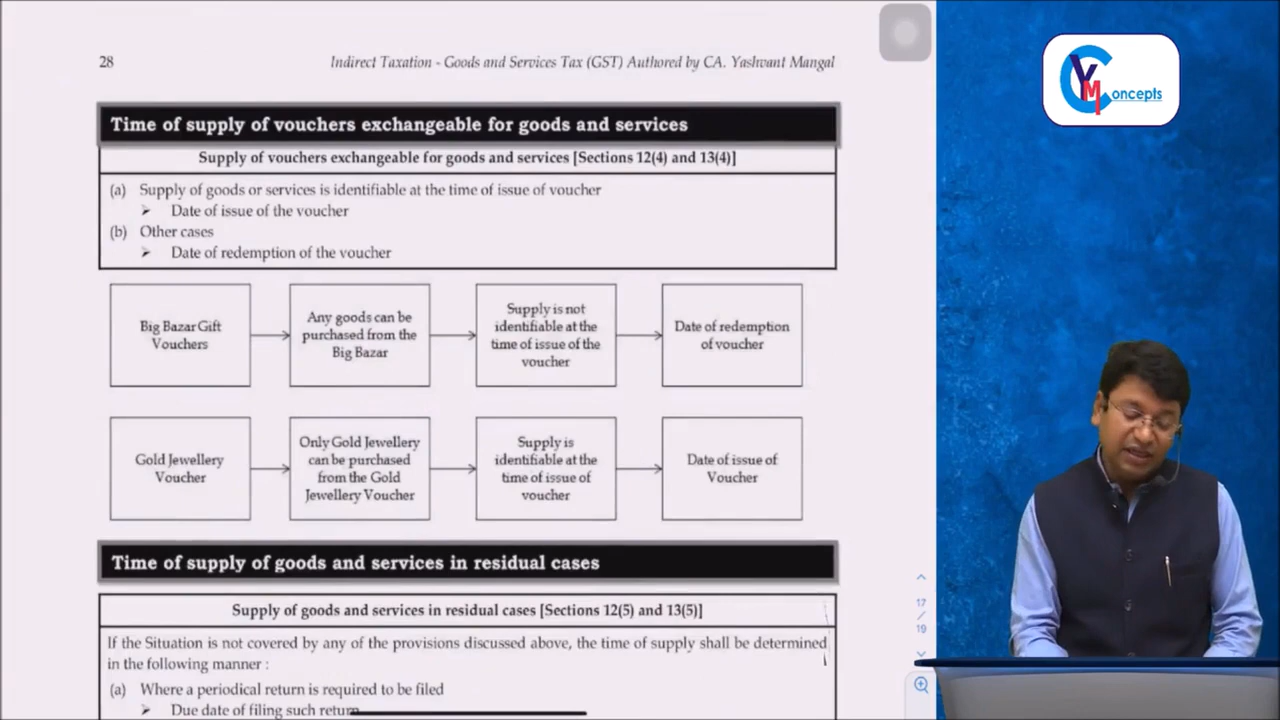 28
Indirect Taxation - Goods and Services Tax (GST) Authored by CA. Yashvant Mangal
CYM
oncepts
Time of supply of vouchers exchangeable for goods and services
Supply of vouchers exchangeable for goods and services [Sections 12(4) and 13(4)]
(a) Supply of goods or services is identifiable at the time of issue of voucher
➢ Date of issue of the voucher
(b) Other cases
➢ Date of redemption of the voucher
Big Bazar Gift
Vouchers
Any goods can be
purchased from the
Big Bazar
Supply is not
identifiable at the
time of issue of the
voucher
Date of redemption
of voucher
Gold Jewellery
Voucher
Only Gold Jewellery
can be purchased
from the Gold
Jewellery Voucher
Supply is
identifiable at the
time of issue of
voucher
Date of issue of
Voucher
Time of supply of goods and services in residual cases
Supply of goods and services in residual cases [Sections 12(5) and 13(5)]
If the Situation is not covered by any of the provisions discussed above, the time of supply shall be determined
in the following manner :
(a) Where a periodical return is required to be filed
➢ Due date of filing such return
17
/
19